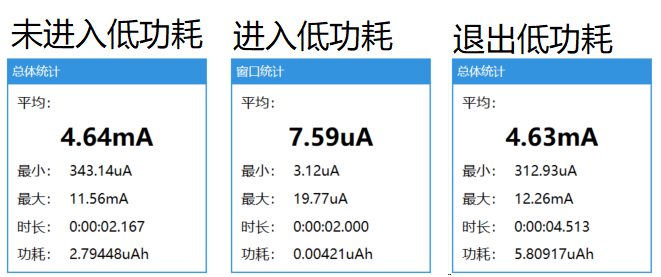 未进入低功耗
总体统计
平均:
4.64mA
最小: 343.14uA
最大: 11.56mA
时长: 0:00:02.167
功耗: 2.79448uAh
进入低功耗
窗口统计
平均:
7.59uA
最小: 3.12uA
最大: 19.77uA
时长: 0:00:02.000
功耗: 0.00421uAh
退出低功耗
总体统计
平均:
4.63mA
最小: 312.93uA
最大: 12.26mA
时长: 0:00:04.513
功耗: 5.80917uAh